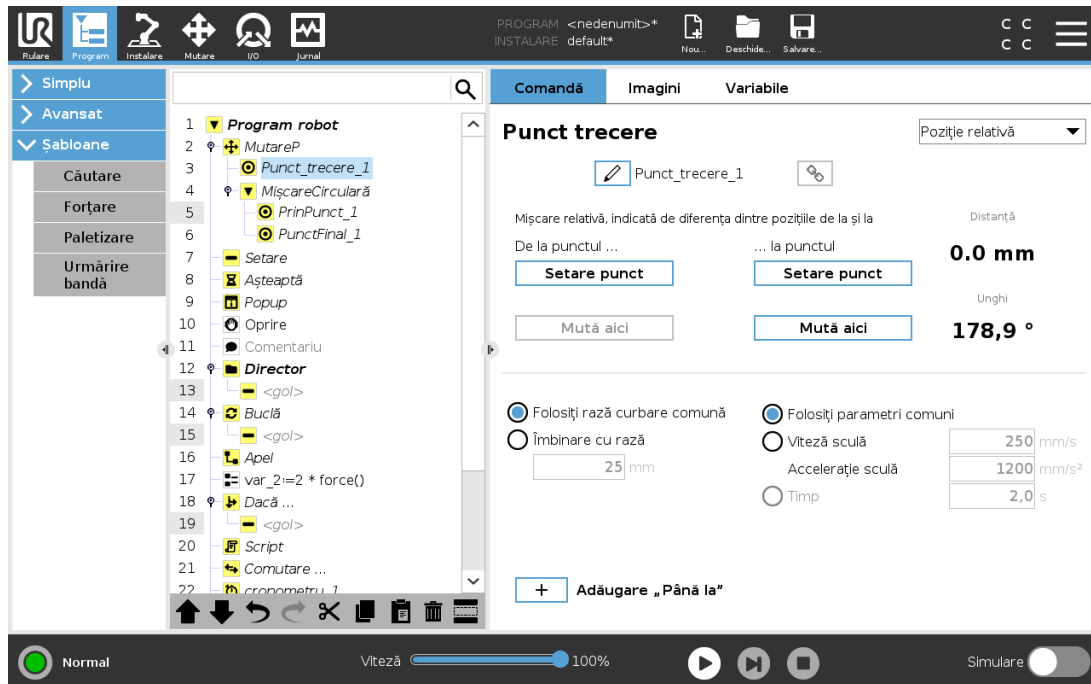 PROGRAM <nedenumit>*
INSTALARE default*
Rulare
Program
Instalare
Mutare
I/O
Jurnal
Nou...
Deschide...
Salvare...
C C
C C
Simplu
Avansat
Șabloane
Căutare
Forțare
Paletizare
Urmărire
bandă
1 Program robot
2 MutareP
3 Punct_trecere_1
4 MișcareCirculară
5 PrinPunct_1
6 PunctFinal_1
7 Setare
8 Așteaptă
9 Popup
10 Oprire
11 Comentariu
12 Director
13 <gol>
14 Buclă
15 <gol>
16 Apel
17 var_2:=2 * force()
18 Dacă ...
19 <gol>
20 Script
21 Comutare ...
22 cronometru_1
Comandă
Imagini
Variabile
Punct trecere
Poziție relativă
Punct_trecere_1
Mișcare relativă, indicată de diferența dintre pozițiile de la și la
De la punctul ...
... la punctul
Setare punct
Setare punct
Mută aici
Mută aici
Distanță
0.0 mm
Unghi
178,9 °
Folosiți rază curbare comună
Îmbinare cu rază
25 mm
Folosiți parametri comuni
Viteză sculă 250 mm/s
Accelerație sculă 1200 mm/s²
Timp 2,0 s
+ Adăugare „Până la”
Normal
Viteză 100%
Simulare